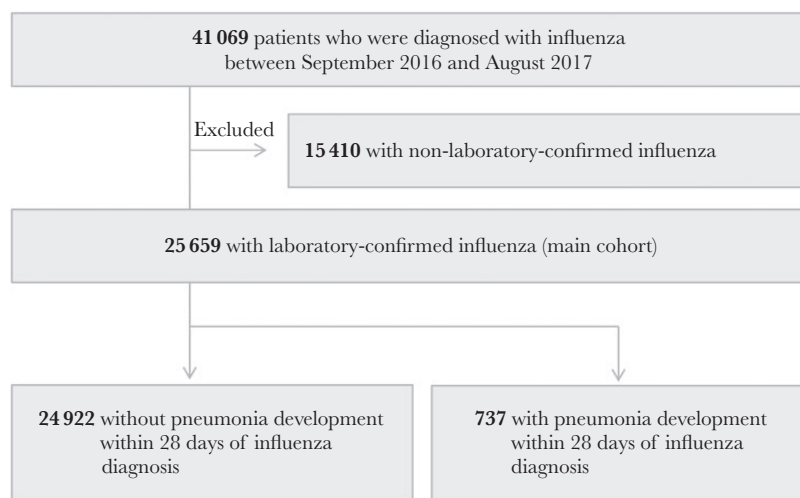 41 069 patients who were diagnosed with influenza
between September 2016 and August 2017
Excluded
15 410 with non-laboratory-confirmed influenza
25 659 with laboratory-confirmed influenza (main cohort)
24 922 without pneumonia development
within 28 days of influenza
diagnosis
737 with pneumonia development
within 28 days of influenza
diagnosis